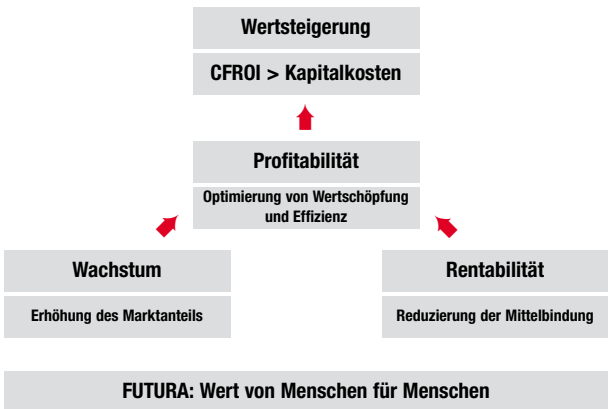 Wertsteigerung
CFROI > Kapitalkosten
Profitabilität
Optimierung von Wertschöpfung
und Effizienz
Wachstum
Erhöhung des Marktanteils
Rentabilität
Reduzierung der Mittelbindung
FUTURA: Wert von Menschen für Menschen